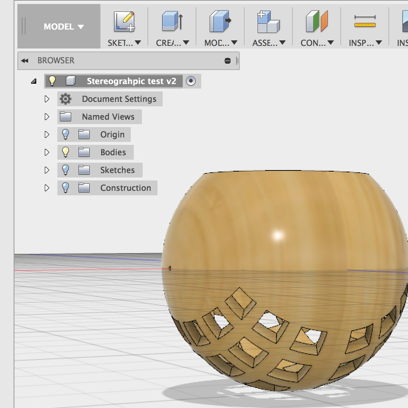 MODEL
SKET... CREA... MOD... ASSE... CON... INSP... INS
BROWSER
Stereograhpic test v2
Document Settings
Named Views
Origin
Bodies
Sketches
Construction